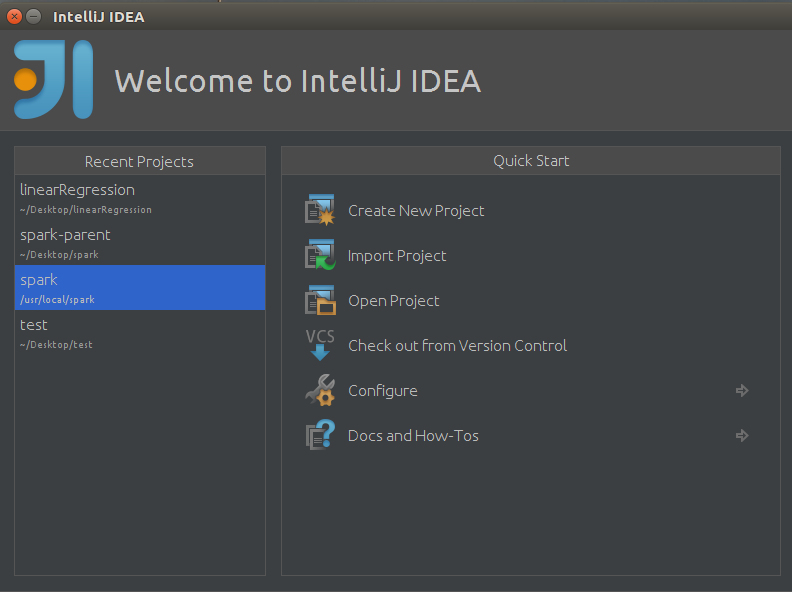 IntelliJ IDEA
Welcome to IntelliJ IDEA
Recent Projects
linearRegression
~/Desktop/linearRegression
spark-parent
~/Desktop/spark
spark
/usr/local/spark
test
~/Desktop/test
Quick Start
Create New Project
Import Project
Open Project
VCS
Check out from Version Control
Configure
Docs and How-Tos